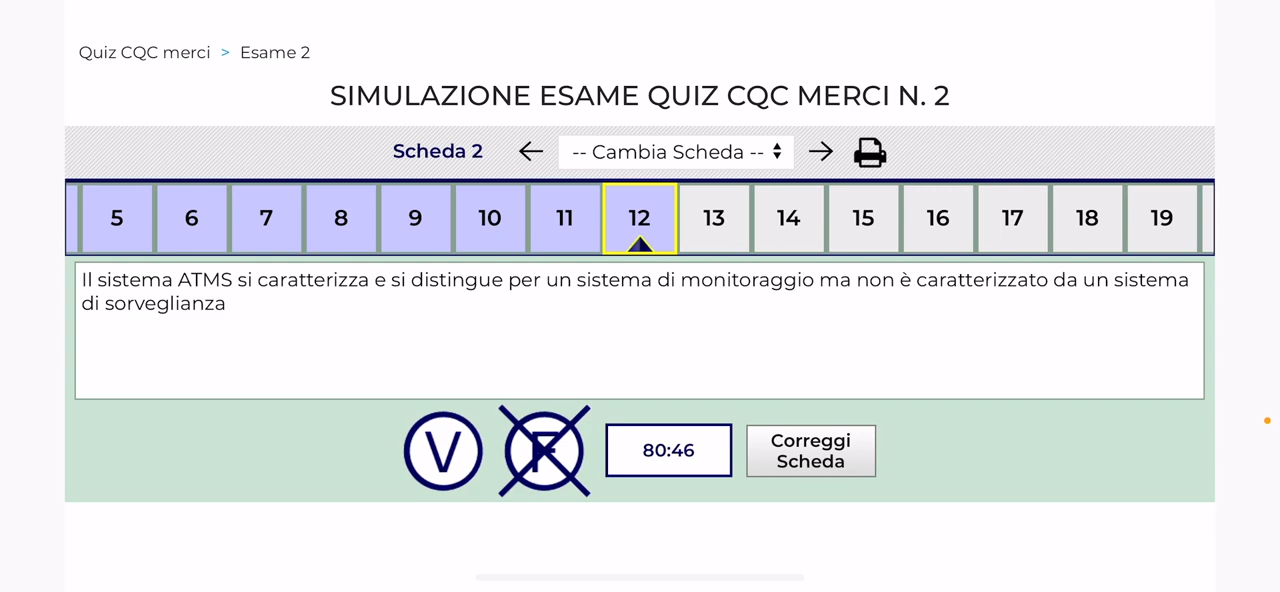 Quiz CQC merci > Esame 2
SIMULAZIONE ESAME QUIZ CQC MERCI N. 2
Scheda 2 ← -- Cambia Scheda -- →
5 6 7 8 9 10 11 12 13 14 15 16 17 18 19
Il sistema ATMS si caratterizza e si distingue per un sistema di monitoraggio ma non è caratterizzato da un sistema
di sorveglianza
V F 80:46 Correggi
Scheda